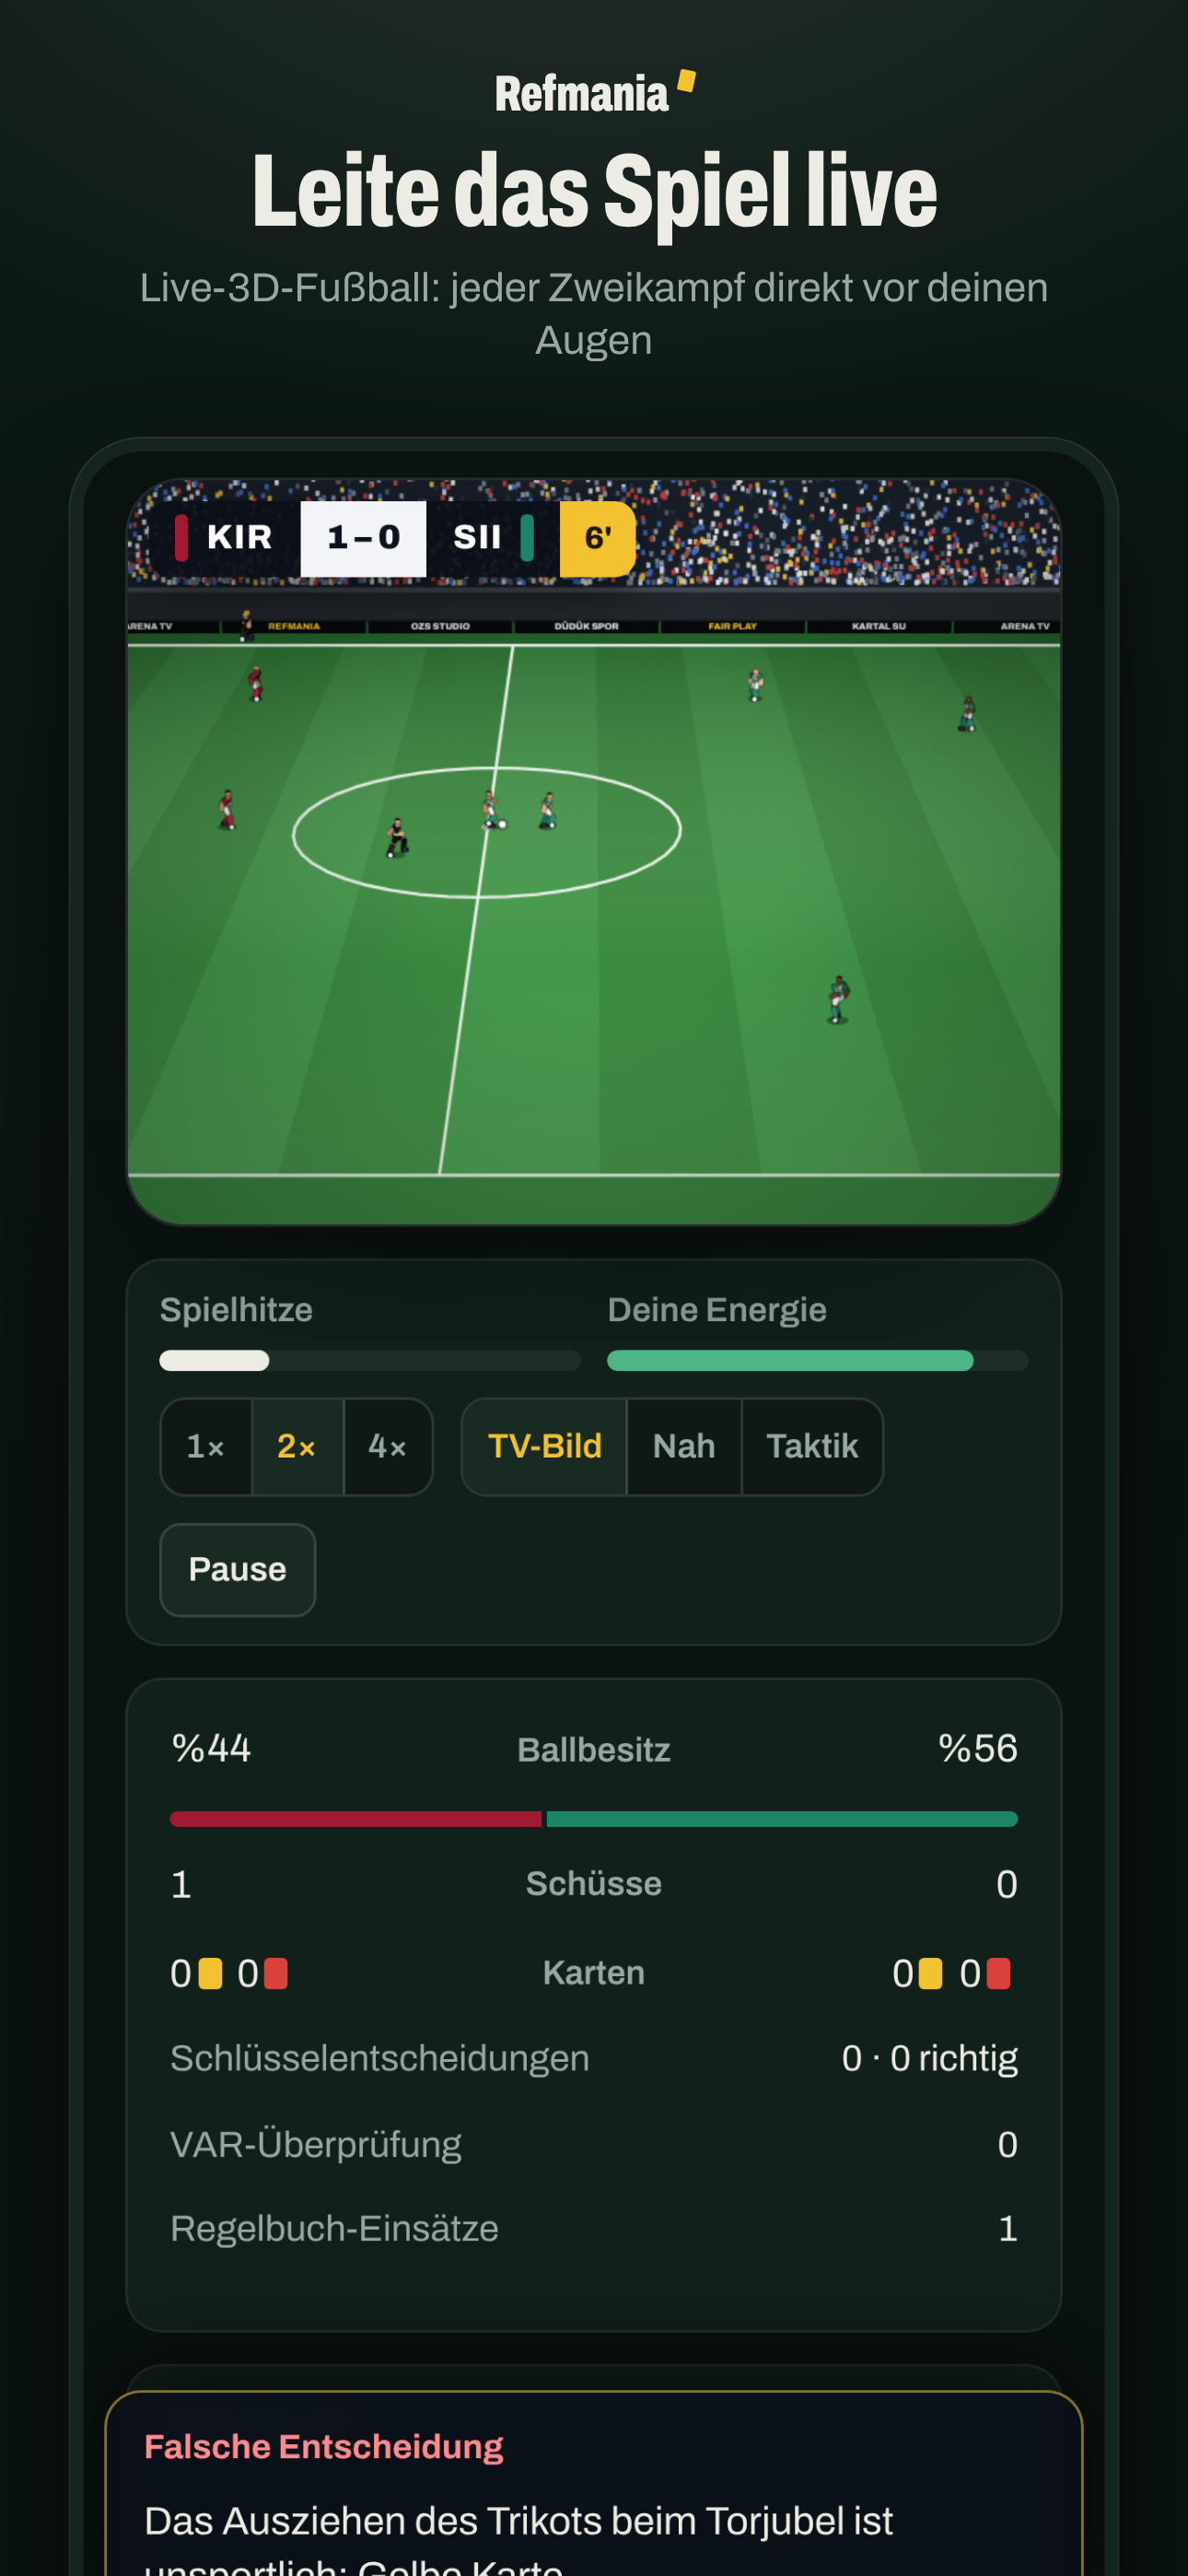 Refmania
Leite das Spiel live
Live-3D-Fußball: jeder Zweikampf direkt vor deinen
Augen
KIR 1–0 SII 6'
ARENA TV REFMANIA OZS STUDIO DÜDÜK SPOR FAIR PLAY KARTAL SU ARENA TV
Spielhitze Deine Energie
1× 2× 4× TV-Bild Nah Taktik
Pause
%44 Ballbesitz %56
1 Schüsse 0
0 0 Karten 0 0
Schlüsselentscheidungen 0 · 0 richtig
VAR-Überprüfung 0
Regelbuch-Einsätze 1
Falsche Entscheidung
Das Ausziehen des Trikots beim Torjubel ist
unsportlich: Gelbe Karte